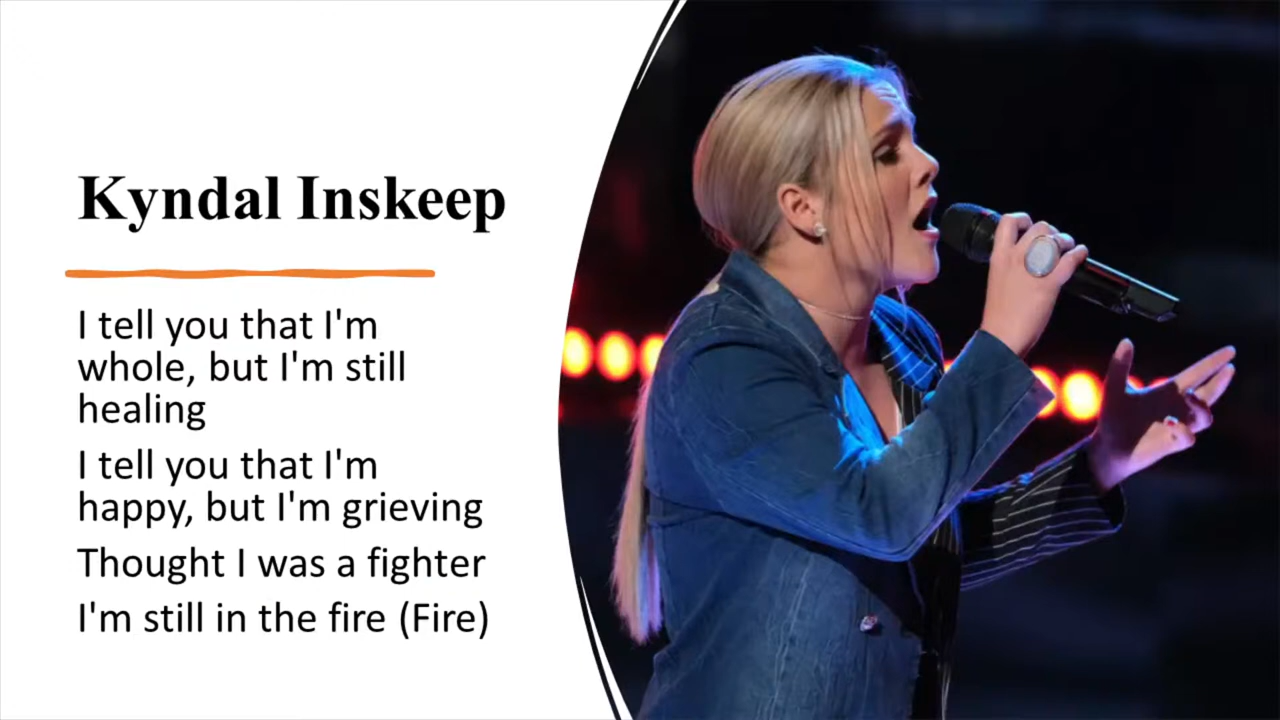 Kyndal Inskeep
I tell you that I'm
whole, but I'm still
healing
I tell you that I'm
happy, but I'm grieving
Thought I was a fighter
I'm still in the fire (Fire)